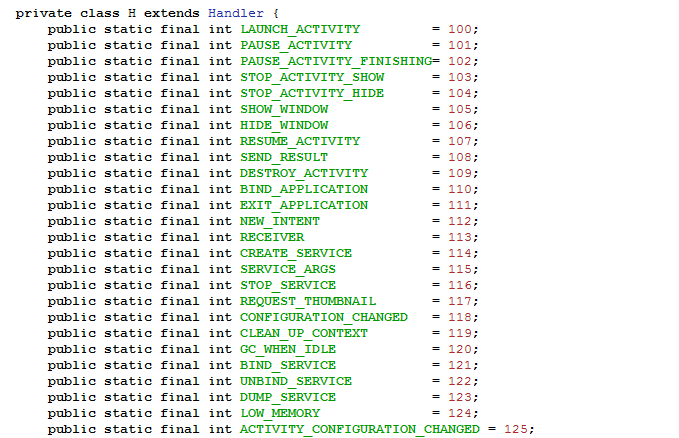 private class H extends Handler {
    public static final int LAUNCH_ACTIVITY         = 100;
    public static final int PAUSE_ACTIVITY          = 101;
    public static final int PAUSE_ACTIVITY_FINISHING= 102;
    public static final int STOP_ACTIVITY_SHOW      = 103;
    public static final int STOP_ACTIVITY_HIDE      = 104;
    public static final int SHOW_WINDOW             = 105;
    public static final int HIDE_WINDOW             = 106;
    public static final int RESUME_ACTIVITY         = 107;
    public static final int SEND_RESULT             = 108;
    public static final int DESTROY_ACTIVITY        = 109;
    public static final int BIND_APPLICATION        = 110;
    public static final int EXIT_APPLICATION        = 111;
    public static final int NEW_INTENT              = 112;
    public static final int RECEIVER                = 113;
    public static final int CREATE_SERVICE          = 114;
    public static final int SERVICE_ARGS            = 115;
    public static final int STOP_SERVICE            = 116;
    public static final int REQUEST_THUMBNAIL       = 117;
    public static final int CONFIGURATION_CHANGED   = 118;
    public static final int CLEAN_UP_CONTEXT        = 119;
    public static final int GC_WHEN_IDLE            = 120;
    public static final int BIND_SERVICE            = 121;
    public static final int UNBIND_SERVICE          = 122;
    public static final int DUMP_SERVICE            = 123;
    public static final int LOW_MEMORY              = 124;
    public static final int ACTIVITY_CONFIGURATION_CHANGED = 125;